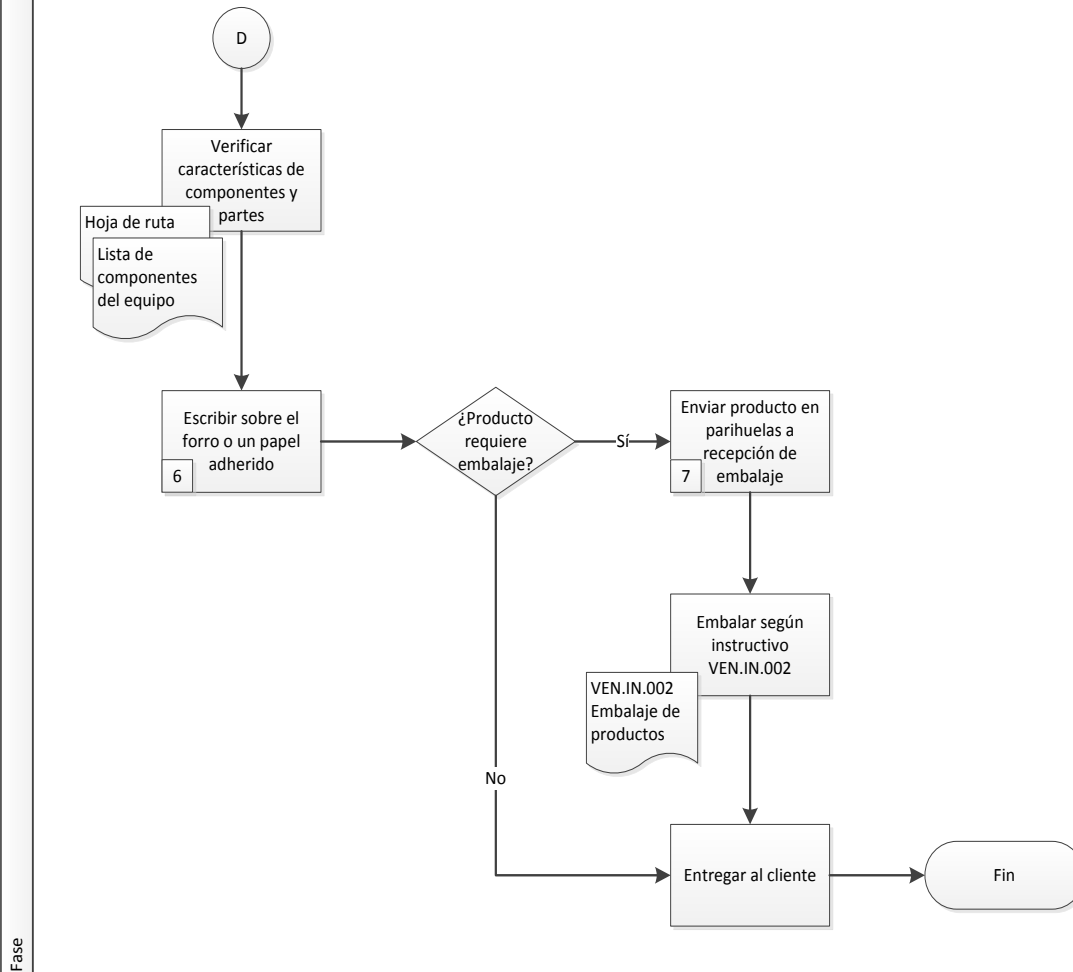 D
Verificar
características de
componentes y
partes
Hoja de ruta
Lista de
componentes
del equipo
Escribir sobre el
forro o un papel
adherido
6
¿Producto
requiere
embalaje?
Sí
Enviar producto en
parihuelas a
recepción de
embalaje
7
Embalar según
instructivo
VEN.IN.002
VEN.IN.002
Embalaje de
productos
No
Entregar al cliente
Fin
Fase